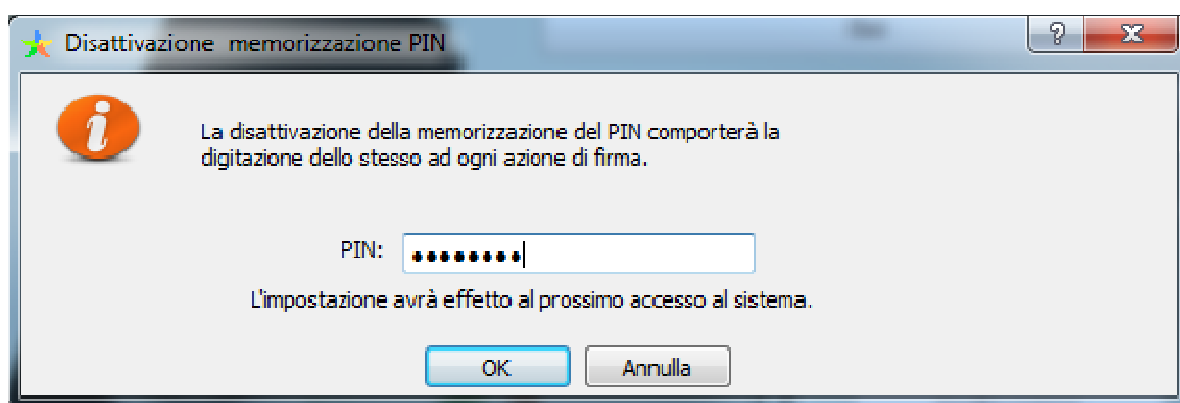 Disattivazione memorizzazione PIN
La disattivazione della memorizzazione del PIN comporterà la
digitazione dello stesso ad ogni azione di firma.
PIN: ••••••••
L'impostazione avrà effetto al prossimo accesso al sistema.
OK Annulla